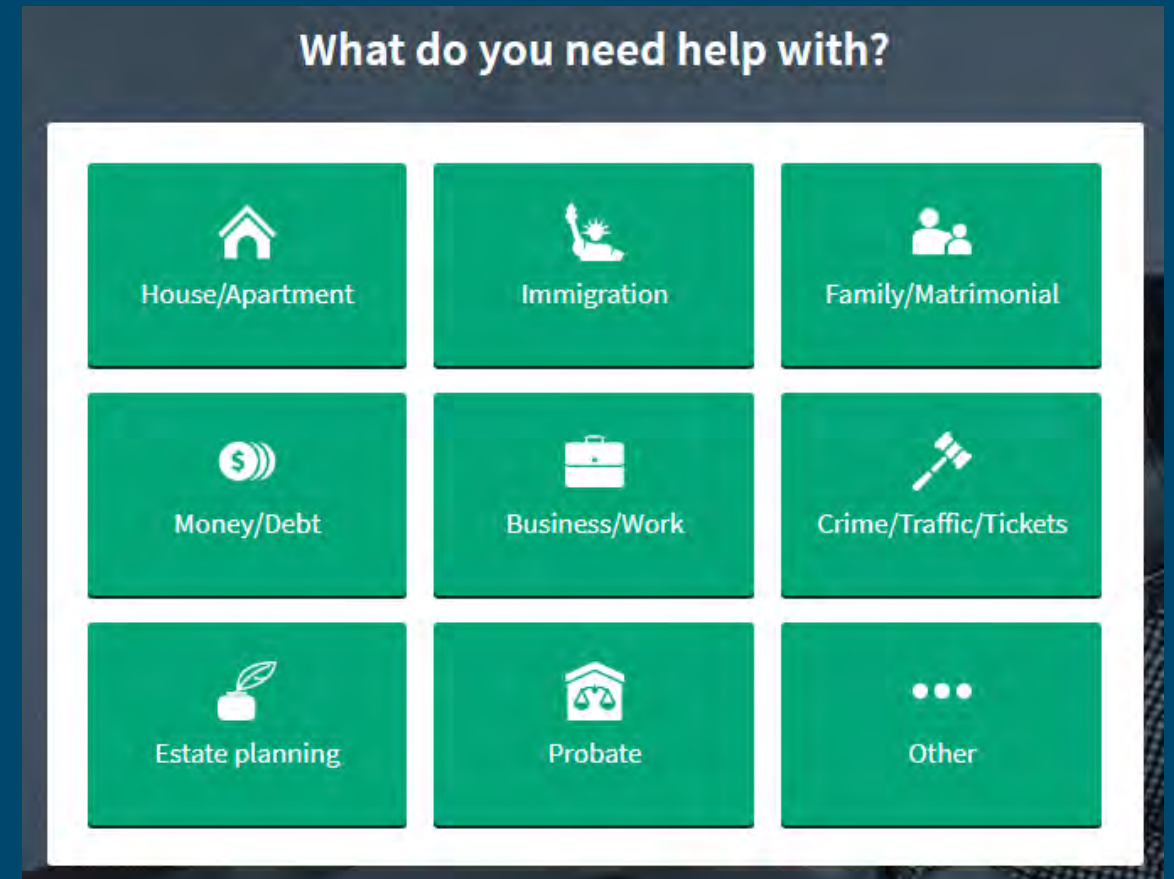 What do you need help with?
House/Apartment
Immigration
Family/Matrimonial
Money/Debt
Business/Work
Crime/Traffic/Tickets
Estate planning
Probate
Other